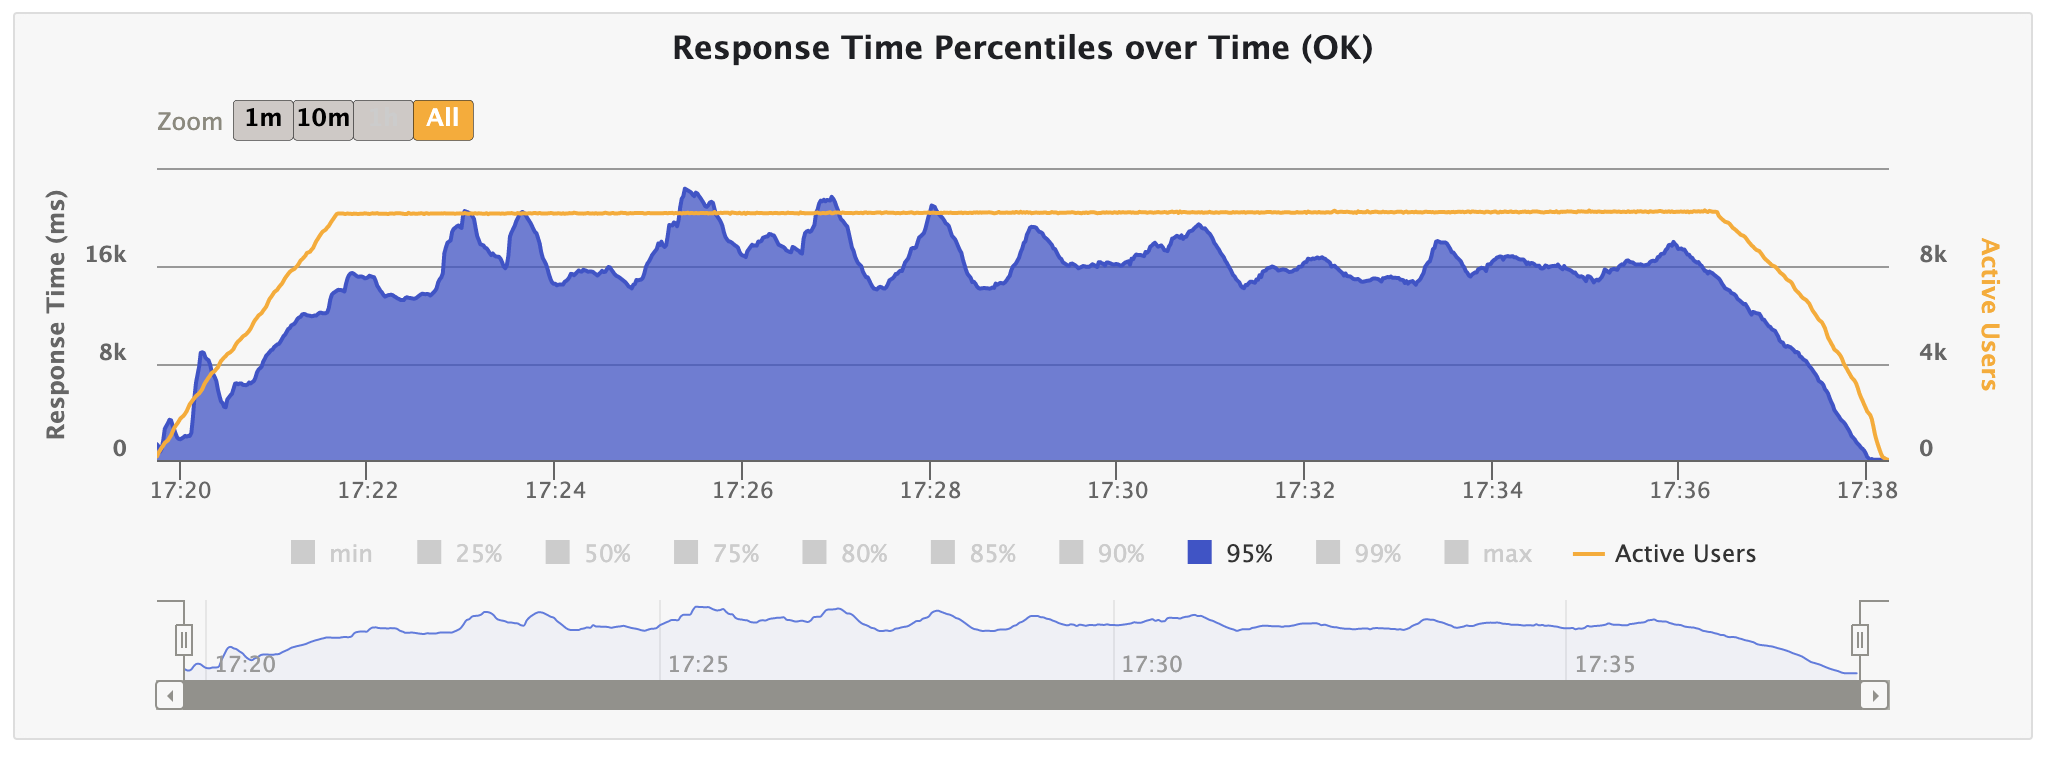 Response Time Percentiles over Time (OK)
Zoom 1m 10m All
Response Time (ms)
16k
8k
0
8k
4k
0
Active Users
17:20 17:22 17:24 17:26 17:28 17:30 17:32 17:34 17:36 17:38
min 25% 50% 75% 80% 85% 90% 95% 99% max Active Users
17:20 17:25 17:30 17:35